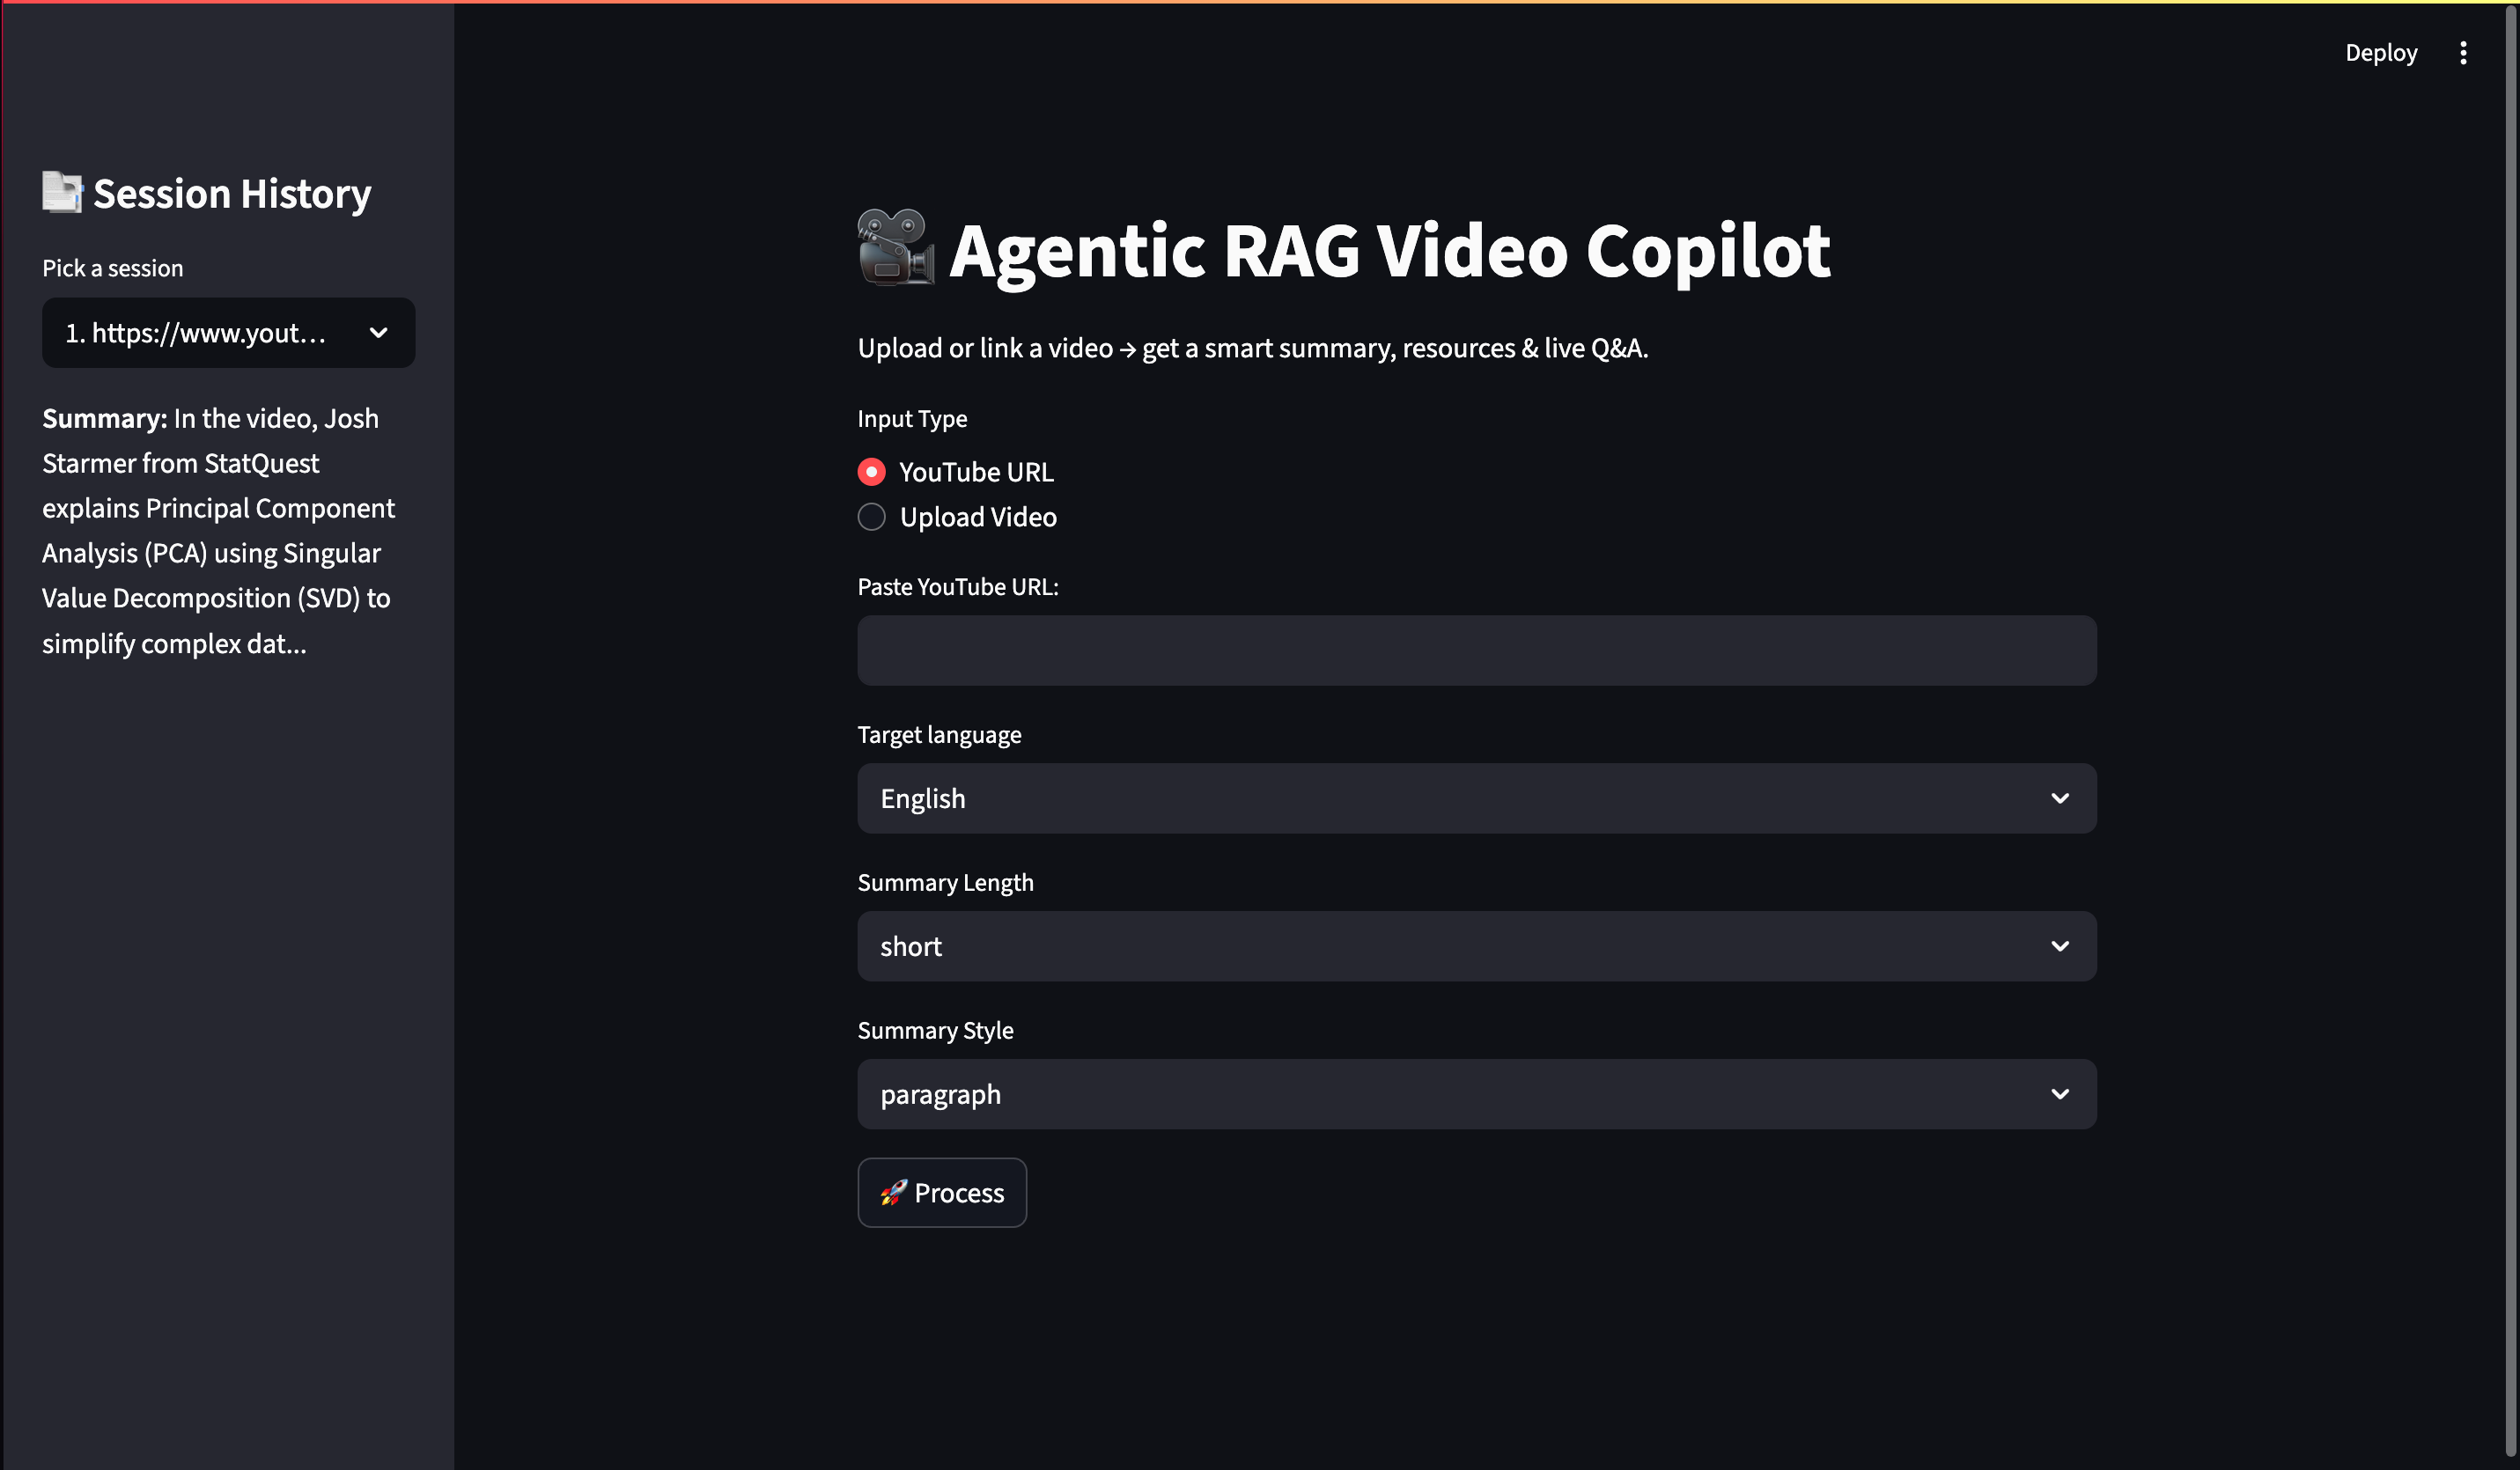 Deploy
Session History
Pick a session
1. https://www.yout...
Summary: In the video, Josh
Starmer from StatQuest
explains Principal Component
Analysis (PCA) using Singular
Value Decomposition (SVD) to
simplify complex dat...
Agentic RAG Video Copilot
Upload or link a video → get a smart summary, resources & live Q&A.
Input Type
YouTube URL
Upload Video
Paste YouTube URL:
Target language
English
Summary Length
short
Summary Style
paragraph
🚀 Process